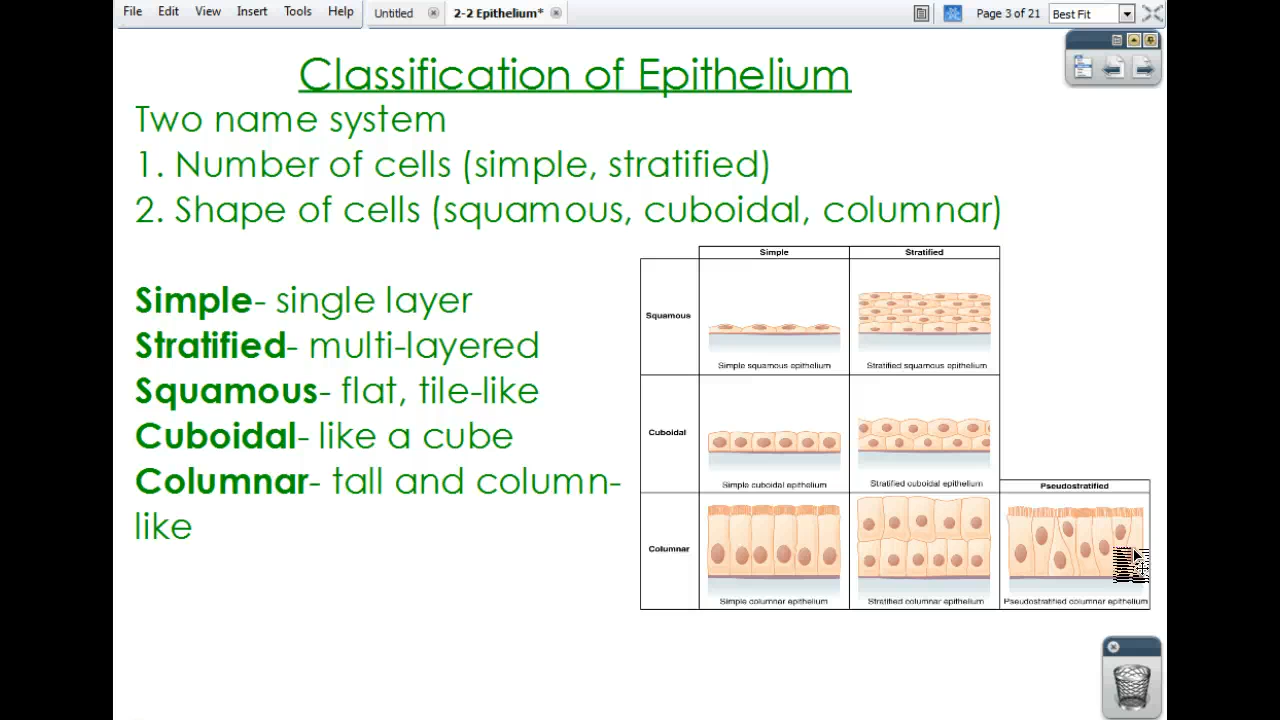 File Edit View Insert Tools Help Untitled 2-2 Epithelium* Page 3 of 21 Best Fit
Classification of Epithelium
Two name system
1. Number of cells (simple, stratified)
2. Shape of cells (squamous, cuboidal, columnar)
Simple- single layer
Stratified- multi-layered
Squamous- flat, tile-like
Cuboidal- like a cube
Columnar- tall and column-
like
Simple Stratified
Squamous
Simple squamous epithelium Stratified squamous epithelium
Cuboidal
Simple cuboidal epithelium Stratified cuboidal epithelium
Pseudostratified
Columnar
Simple columnar epithelium Stratified columnar epithelium Pseudostratified columnar epithelium